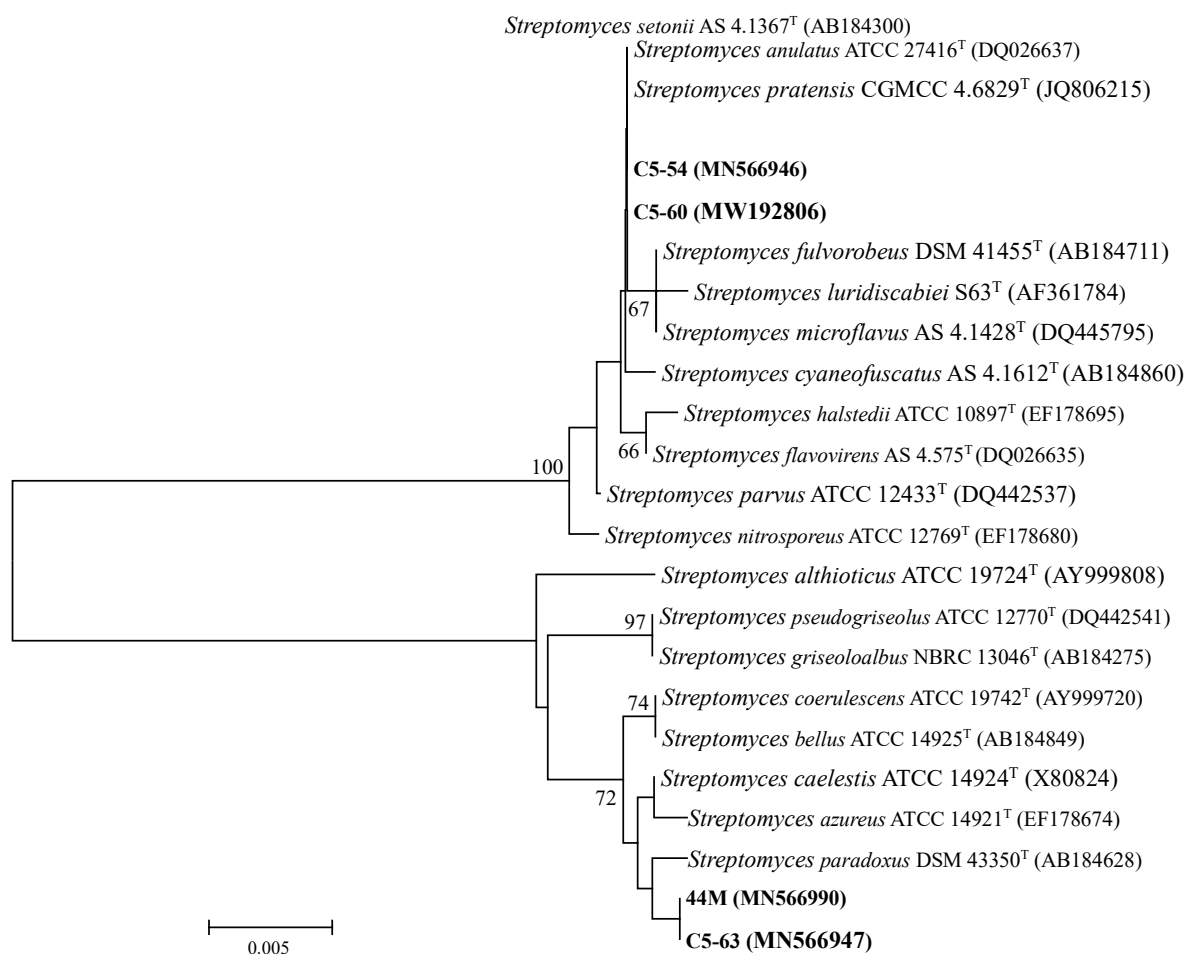 Streptomyces setonii AS 4.1367T (AB184300)
Streptomyces anulatus ATCC 27416T (DQ026637)
Streptomyces pratensis CGMCC 4.6829T (JQ806215)
C5-54 (MN566946)
C5-60 (MW192806)
Streptomyces fulvorobeus DSM 41455T (AB184711)
Streptomyces luridiscabiei S63T (AF361784)
67
Streptomyces microflavus AS 4.1428T (DQ445795)
Streptomyces cyaneofuscatus AS 4.1612T (AB184860)
Streptomyces halstedii ATCC 10897T (EF178695)
66
Streptomyces flavovirens AS 4.575T (DQ026635)
100
Streptomyces parvus ATCC 12433T (DQ442537)
Streptomyces nitrosporeus ATCC 12769T (EF178680)
Streptomyces althioticus ATCC 19724T (AY999808)
97
Streptomyces pseudogriseolus ATCC 12770T (DQ442541)
Streptomyces griseoloalbus NBRC 13046T (AB184275)
74
Streptomyces coerulescens ATCC 19742T (AY999720)
Streptomyces bellus ATCC 14925T (AB184849)
72
Streptomyces caelestis ATCC 14924T (X80824)
Streptomyces azureus ATCC 14921T (EF178674)
Streptomyces paradoxus DSM 43350T (AB184628)
44M (MN566990)
C5-63 (MN566947)
0.005